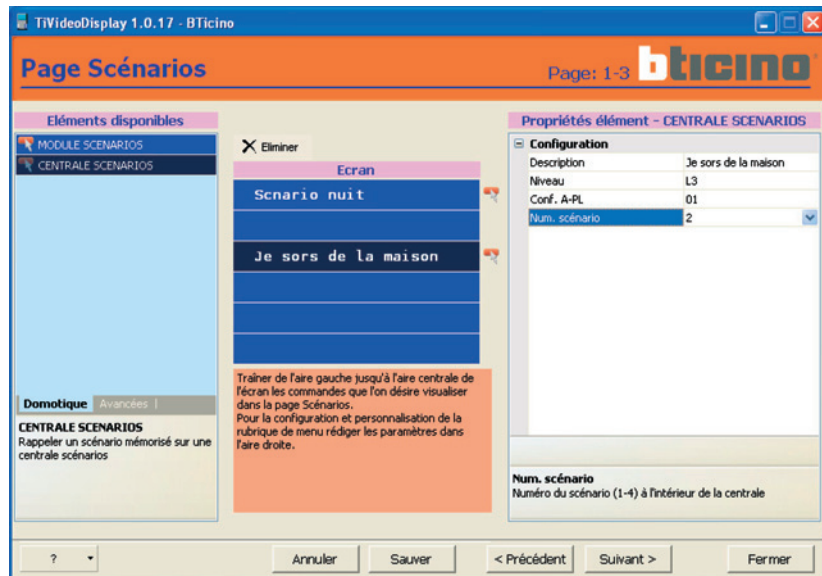 TiVideoDisplay 1.0.17 - BTicino
Page Scénarios
Page: 1-3
bticino
Eléments disponibles
MODULE SCENARIOS
CENTRALE SCENARIOS
Domotique
Avancées
CENTRALE SCENARIOS
Rappeler un scénario mémorisé sur une
centrale scénarios
Eliminer
Ecran
Scnario nuit
Je sors de la maison
Traîner de l'aire gauche jusqu'à l'aire centrale de
l'écran les commandes que l'on désire visualiser
dans la page Scénarios.
Pour la configuration et personnalisation de la
rubrique de menu rédiger les paramètres dans
l'aire droite.
Propriétés élément - CENTRALE SCENARIOS
Configuration
Description Je sors de la maison
Niveau L3
Conf. A-PL 01
Num. scénario 2
Num. scénario
Numéro du scénario (1-4) à l'intérieur de la centrale
? Annuler Sauver < Précédent Suivant > Fermer